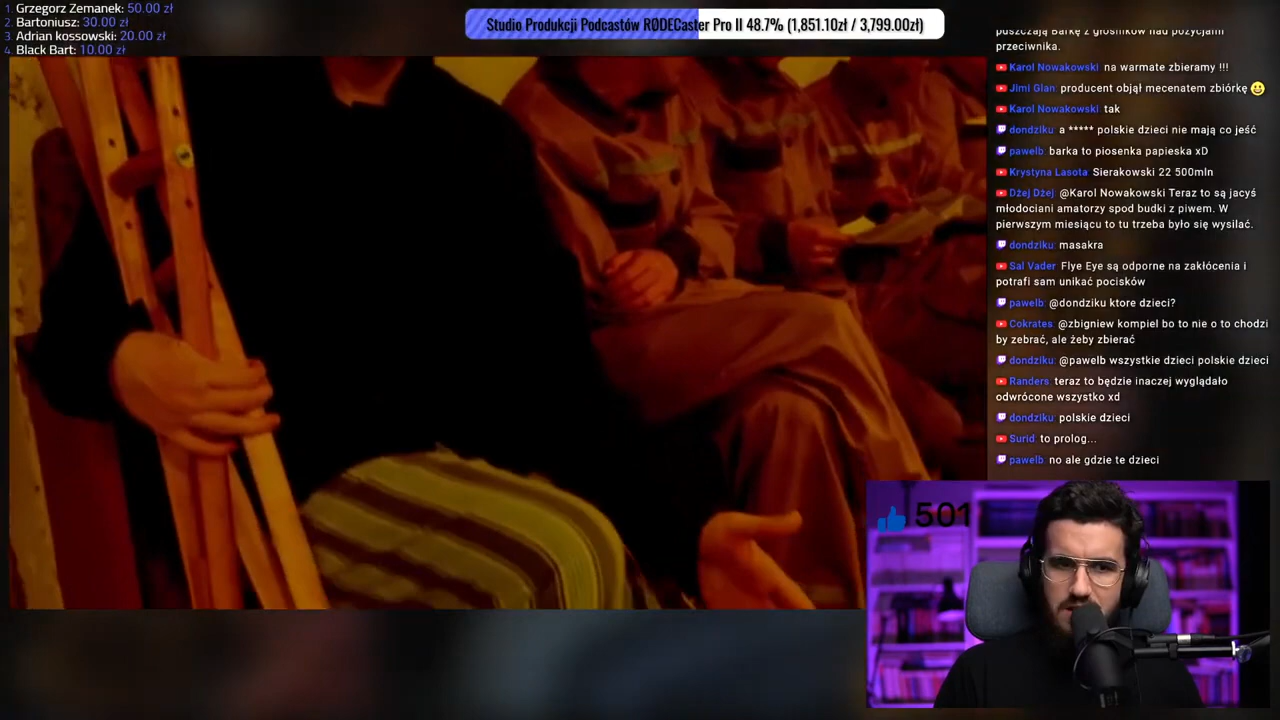 1. Grzegorz Zemanek: 50.00 zł
2. Bartoniusz: 30.00 zł
3. Adrian kossowski: 20.00 zł
4. Black Bart: 10.00 zł
Studio Produkcji Podcastów RØDECaster Pro II 48.7% (1,851.10zł / 3,799.00zł)
puszczają Barkę z głośników nad pozycjami
przeciwnika.
Karol Nowakowski na warmate zbieramy !!!
Jimi Glan: producent objął mecenatem zbiórkę
Karol Nowakowski tak
dondziku: a ***** polskie dzieci nie mają co jeść
pawelb: barka to piosenka papieska xD
Krystyna Lasota: Sierakowski 22 500mln
Dżej Dżej: @Karol Nowakowski Teraz to są jacyś
młodociani amatorzy spod budki z piwem. W
pierwszym miesiącu to tu trzeba było się wysilać.
dondziku: masakra
Sal Vader: Flye Eye są odporne na zakłócenia i
potrafi sam unikać pocisków
pawelb: @dondziku ktore dzieci?
Cokrates: @zbigniew kompiel bo to nie o to chodzi
by zebrać, ale żeby zbierać
dondziku: @pawelb wszystkie dzieci polskie dzieci
Randers: teraz to będzie inaczej wyglądało
odwrócone wszystko xd
dondziku: polskie dzieci
Surid: to prolog...
pawelb: no ale gdzie te dzieci
501